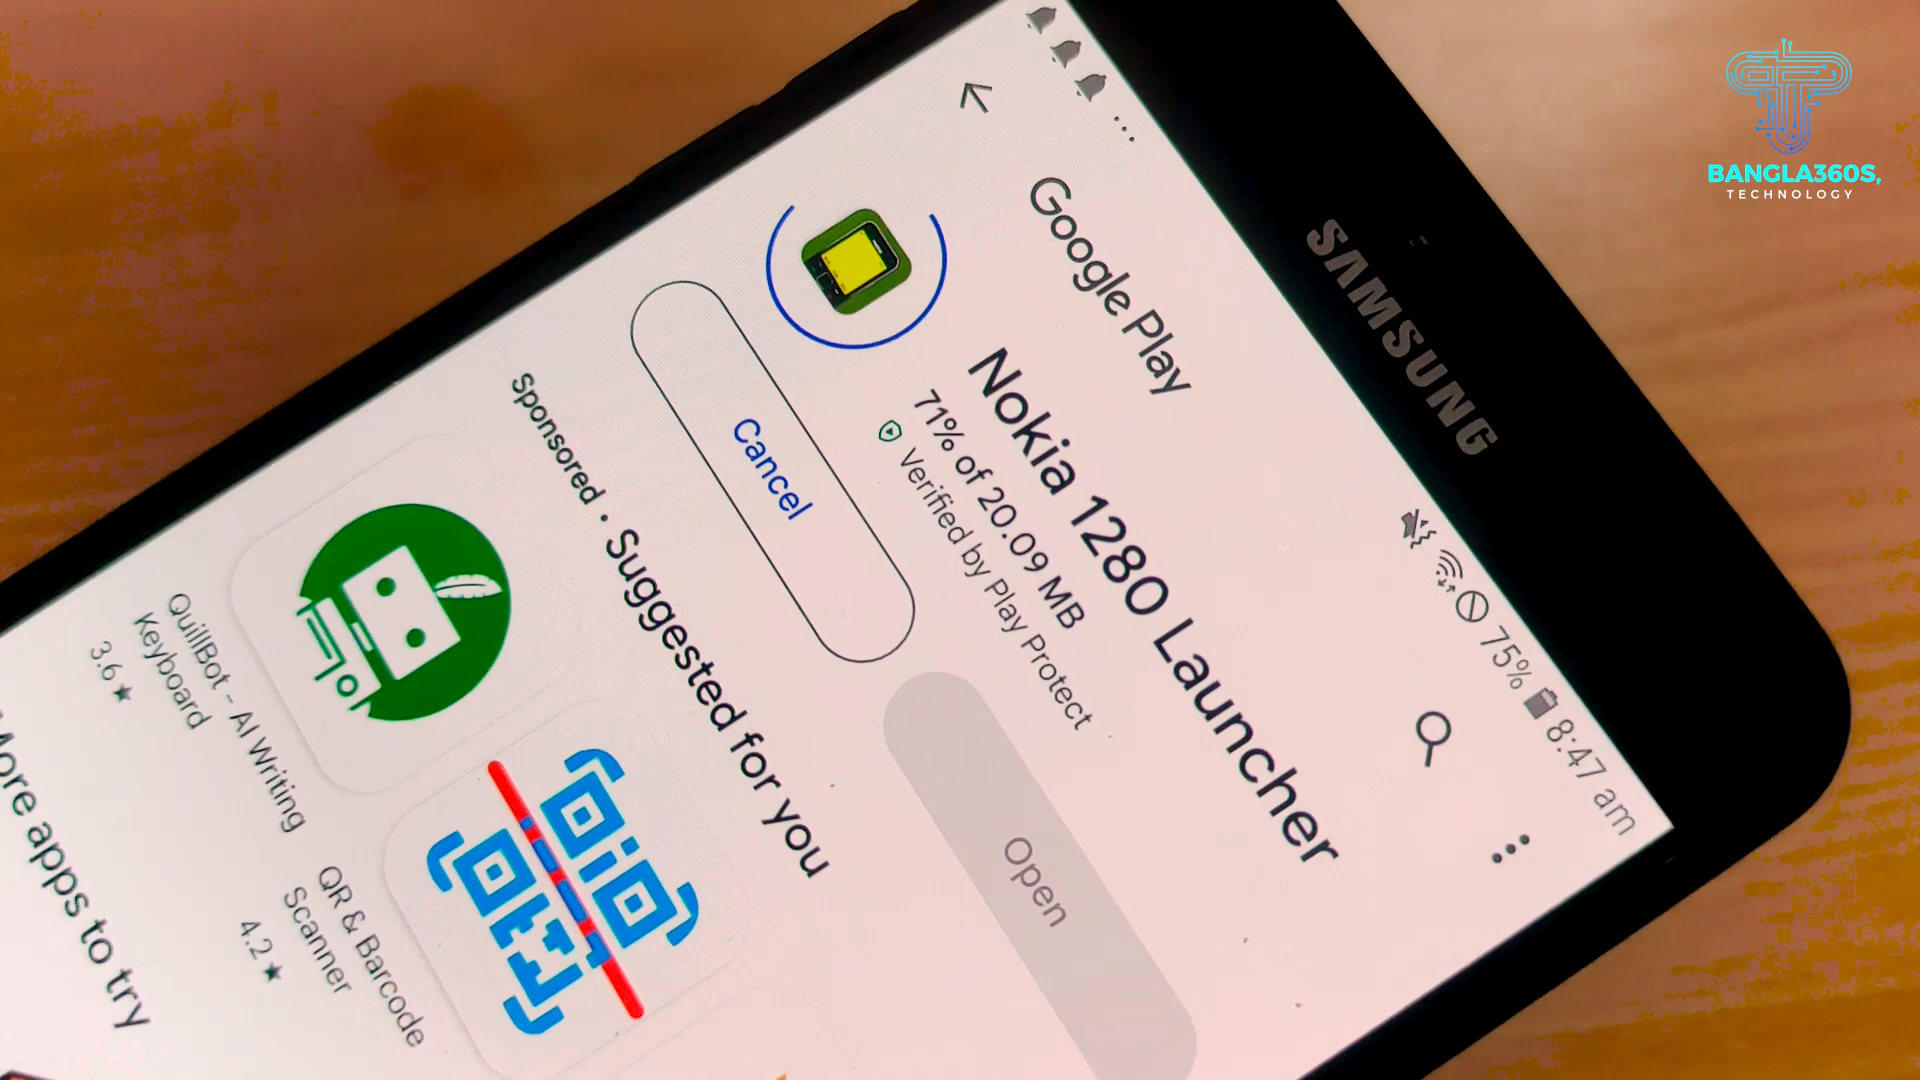 SAMSUNG
75% 8:47 am
Google Play
Nokia 1280 Launcher
71% of 20.09 MB
Verified by Play Protect
Cancel
Open
Sponsored • Suggested for you
QuillBot - AI Writing
Keyboard
3.6★
QR & Barcode
Scanner
4.2★
More apps to try
BANGLA360S,
TECHNOLOGY